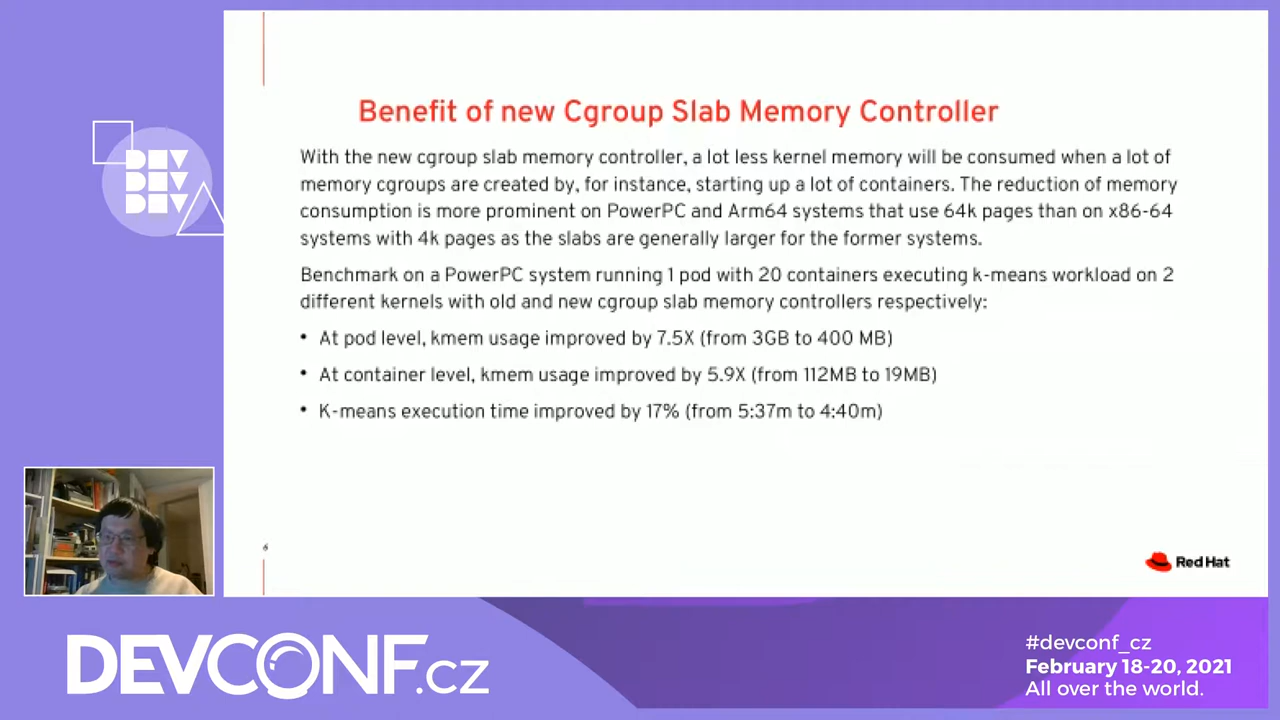 Benefit of new Cgroup Slab Memory Controller
With the new cgroup slab memory controller, a lot less kernel memory will be consumed when a lot of
memory cgroups are created by, for instance, starting up a lot of containers. The reduction of memory
consumption is more prominent on PowerPC and Arm64 systems that use 64k pages than on x86-64
systems with 4k pages as the slabs are generally larger for the former systems.
Benchmark on a PowerPC system running 1 pod with 20 containers executing k-means workload on 2
different kernels with old and new cgroup slab memory controllers respectively:
• At pod level, kmem usage improved by 7.5X (from 3GB to 400 MB)
• At container level, kmem usage improved by 5.9X (from 112MB to 19MB)
• K-means execution time improved by 17% (from 5:37m to 4:40m)
DEV
DEV
DEV
6
Red Hat
DEVCONF.cz
#devconf_cz
February 18-20, 2021
All over the world.